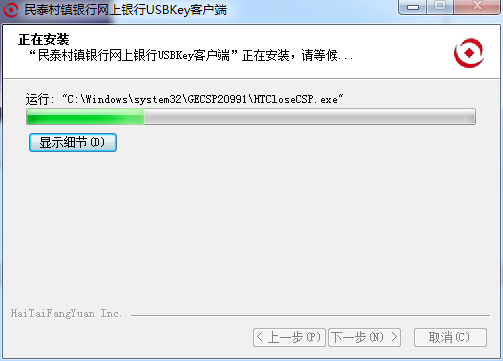 民泰村镇银行网上银行USBKey客户端
正在安装
“民泰村镇银行网上银行USBKey客户端”正在安装，请等候...
运行: "C:\Windows\system32\GECSP20991\HTCloseCSP.exe"
显示细节(D)
HaiTaiFangYuan Inc.
< 上一步(P) 下一步(N) > 取消(C)